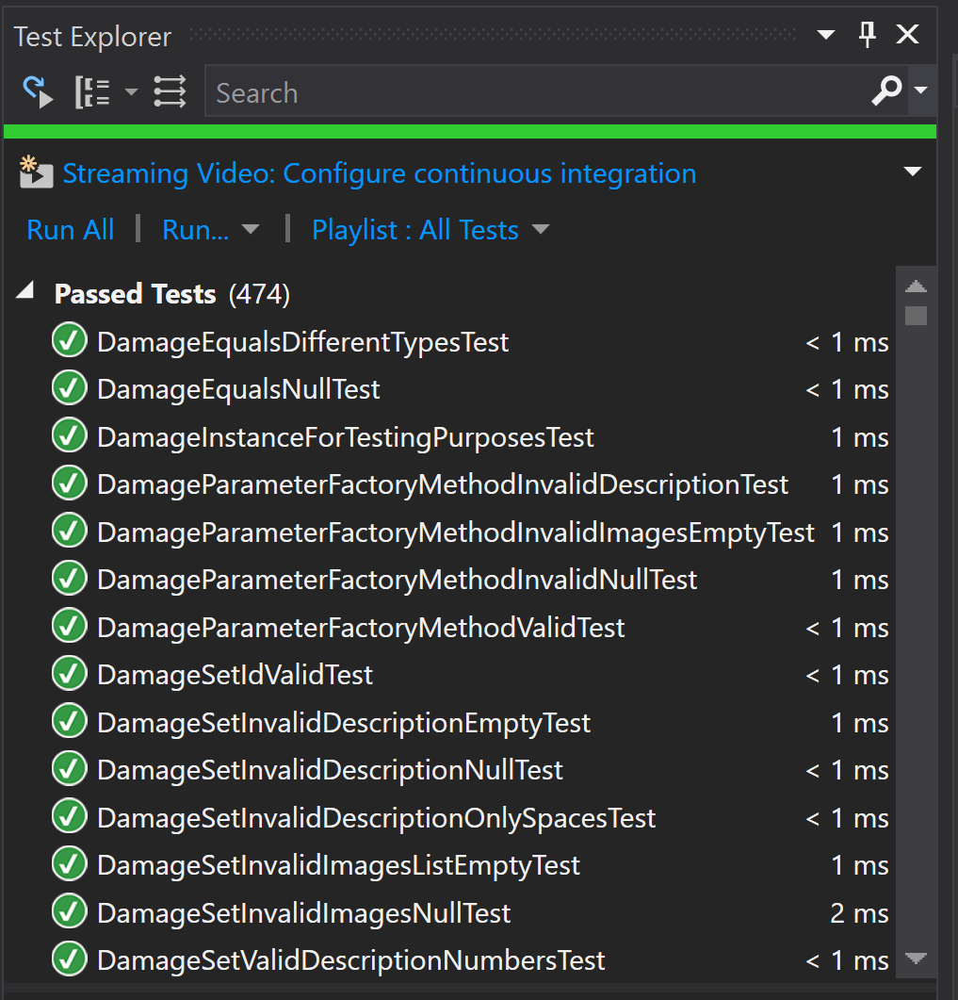 Test Explorer
Search
Streaming Video: Configure continuous integration
Run All | Run... | Playlist : All Tests
Passed Tests (474)
DamageEqualsDifferentTypesTest < 1 ms
DamageEqualsNullTest < 1 ms
DamageInstanceForTestingPurposesTest 1 ms
DamageParameterFactoryMethodInvalidDescriptionTest 1 ms
DamageParameterFactoryMethodInvalidImagesEmptyTest 1 ms
DamageParameterFactoryMethodInvalidNullTest 1 ms
DamageParameterFactoryMethodValidTest < 1 ms
DamageSetIdValidTest < 1 ms
DamageSetInvalidDescriptionEmptyTest 1 ms
DamageSetInvalidDescriptionNullTest < 1 ms
DamageSetInvalidDescriptionOnlySpacesTest < 1 ms
DamageSetInvalidImagesListEmptyTest 1 ms
DamageSetInvalidImagesNullTest 2 ms
DamageSetValidDescriptionNumbersTest < 1 ms